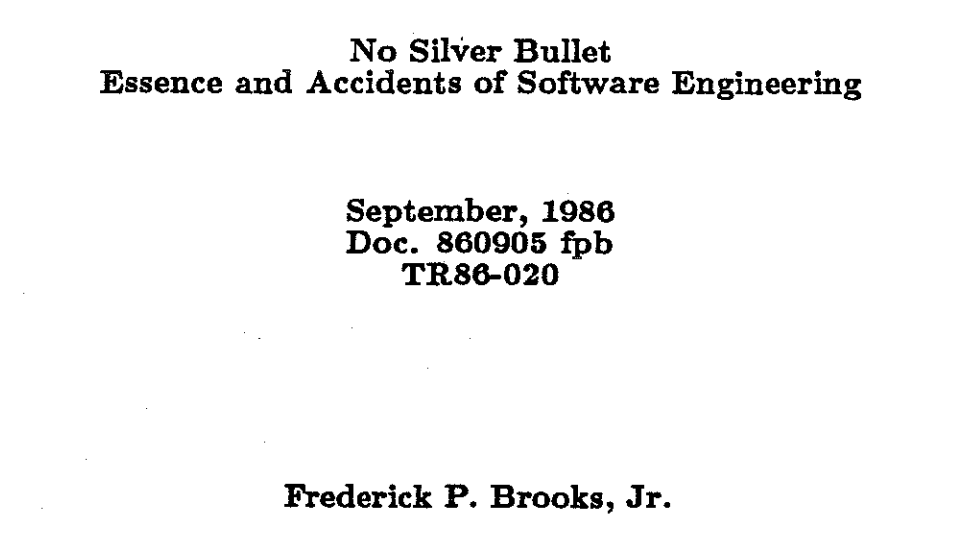 No Silver Bullet
Essence and Accidents of Software Engineering
September, 1986
Doc. 860905 fpb
TR86-020
Frederick P. Brooks, Jr.